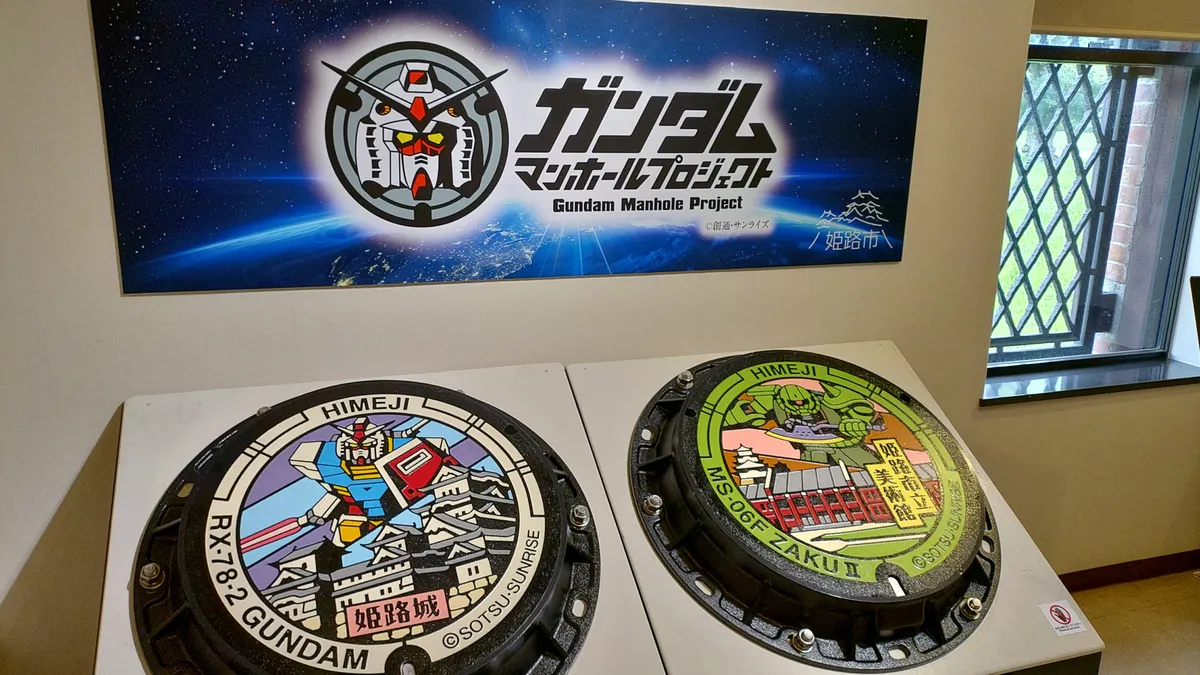 ガンダム
マンホールプロジェクト
Gundam Manhole Project
©創通・サンライズ
姫路市
HIMEJI
姫路城
RX-78-2 GUNDAM
©SOTSU・SUNRISE
HIMEJI
姫路市立
美術館
MS-06F ZAKU II
©SOTSU・SUNRISE